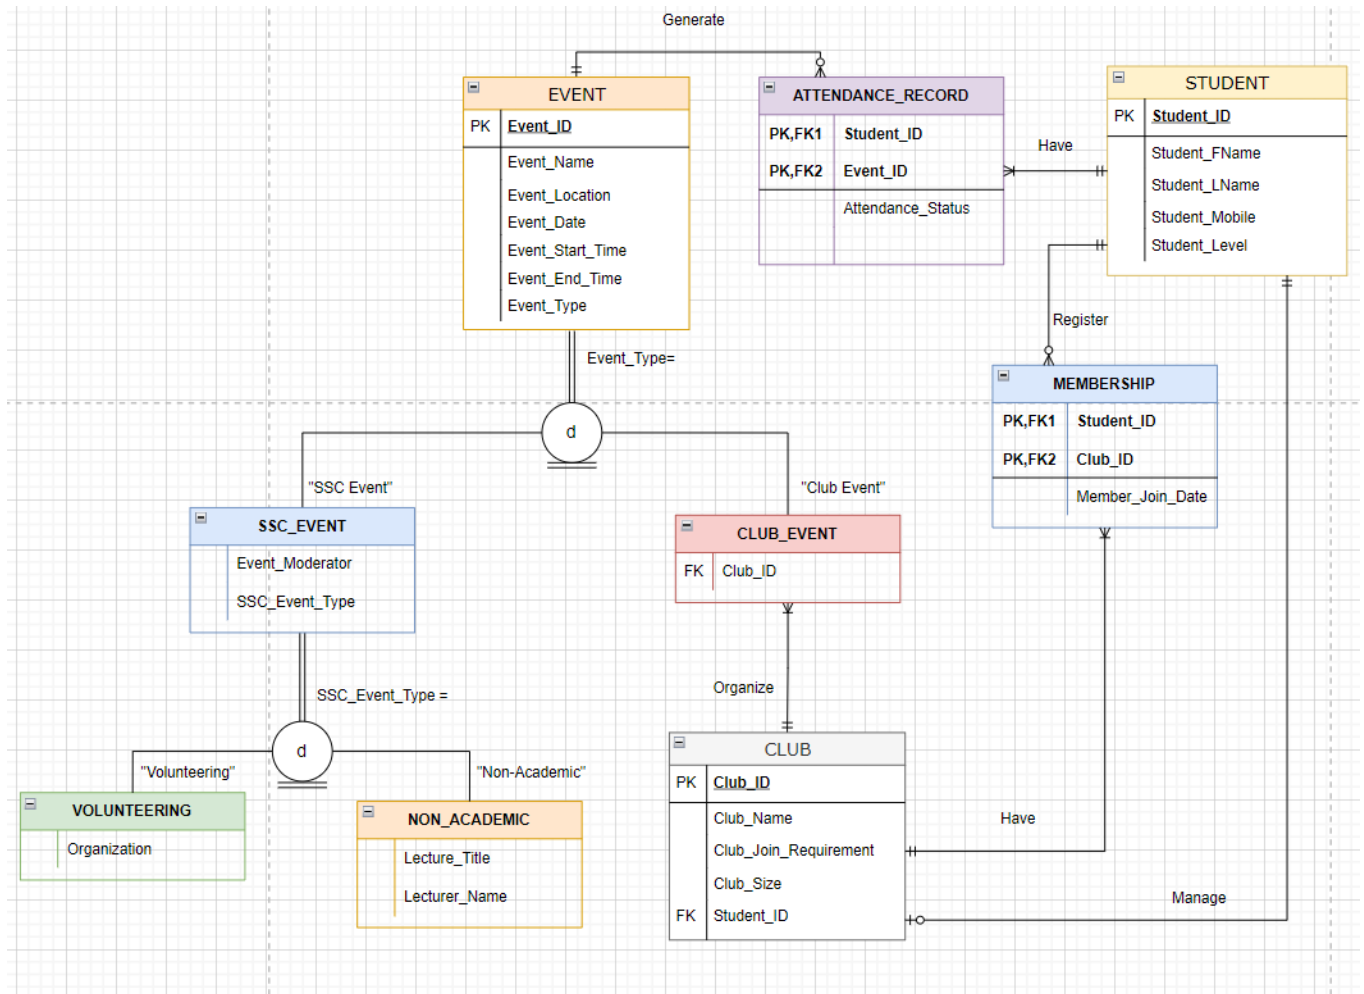 Generate
EVENT
PK Event_ID
Event_Name
Event_Location
Event_Date
Event_Start_Time
Event_End_Time
Event_Type
ATTENDANCE_RECORD
PK,FK1 Student_ID
PK,FK2 Event_ID
Attendance_Status
Have
STUDENT
PK Student_ID
Student_FName
Student_LName
Student_Mobile
Student_Level
Register
Event_Type=
d
"SSC Event"
"Club Event"
MEMBERSHIP
PK,FK1 Student_ID
PK,FK2 Club_ID
Member_Join_Date
SSC_EVENT
Event_Moderator
SSC_Event_Type
CLUB_EVENT
FK Club_ID
SSC_Event_Type =
d
"Volunteering"
"Non-Academic"
Organize
VOLUNTEERING
Organization
NON_ACADEMIC
Lecture_Title
Lecturer_Name
CLUB
PK Club_ID
Club_Name
Club_Join_Requirement
Club_Size
FK Student_ID
Have
Manage